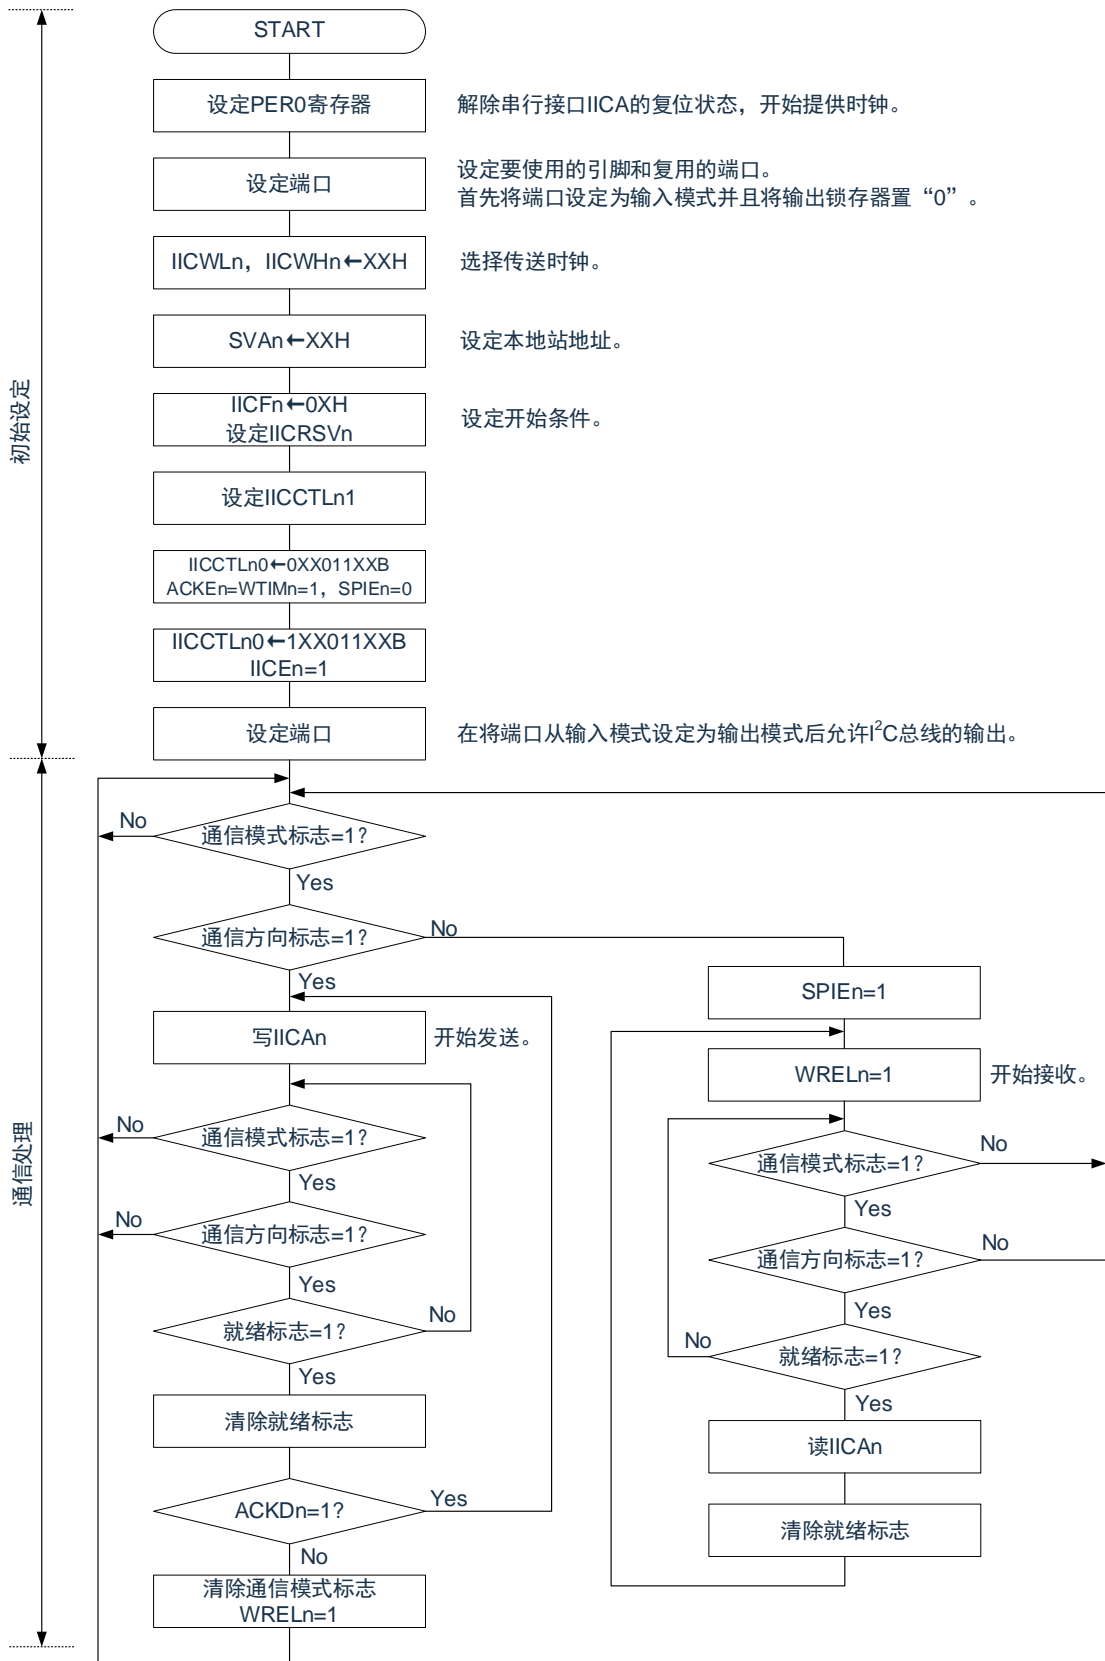 START
设定PER0寄存器
解除串行接口IICA的复位状态，开始提供时钟。
设定端口
设定要使用的引脚和复用的端口。
首先将端口设定为输入模式并且将输出锁存器置“0”。
IICWLn，IICWHn←XXH
选择传送时钟。
SVAn←XXH
设定本地站地址。
IICFn←0XH
设定IICRSVn
设定开始条件。
初始设定
设定IICCTLn1
IICCTLn0←0XX011XXB
ACKEn=WTIMn=1，SPIEn=0
IICCTLn0←1XX011XXB
IICEn=1
设定端口
在将端口从输入模式设定为输出模式后允许I²C总线的输出。
No
通信模式标志=1?
Yes
通信方向标志=1?
No
Yes
写IICAn
开始发送。
No
通信模式标志=1?
Yes
No
通信方向标志=1?
Yes
就绪标志=1?
No
Yes
清除就绪标志
ACKDn=1?
Yes
No
清除通信模式标志
WRELn=1
通信处理
SPIEn=1
WRELn=1
开始接收。
通信模式标志=1?
No
Yes
通信方向标志=1?
No
Yes
No
就绪标志=1?
Yes
读IICAn
清除就绪标志